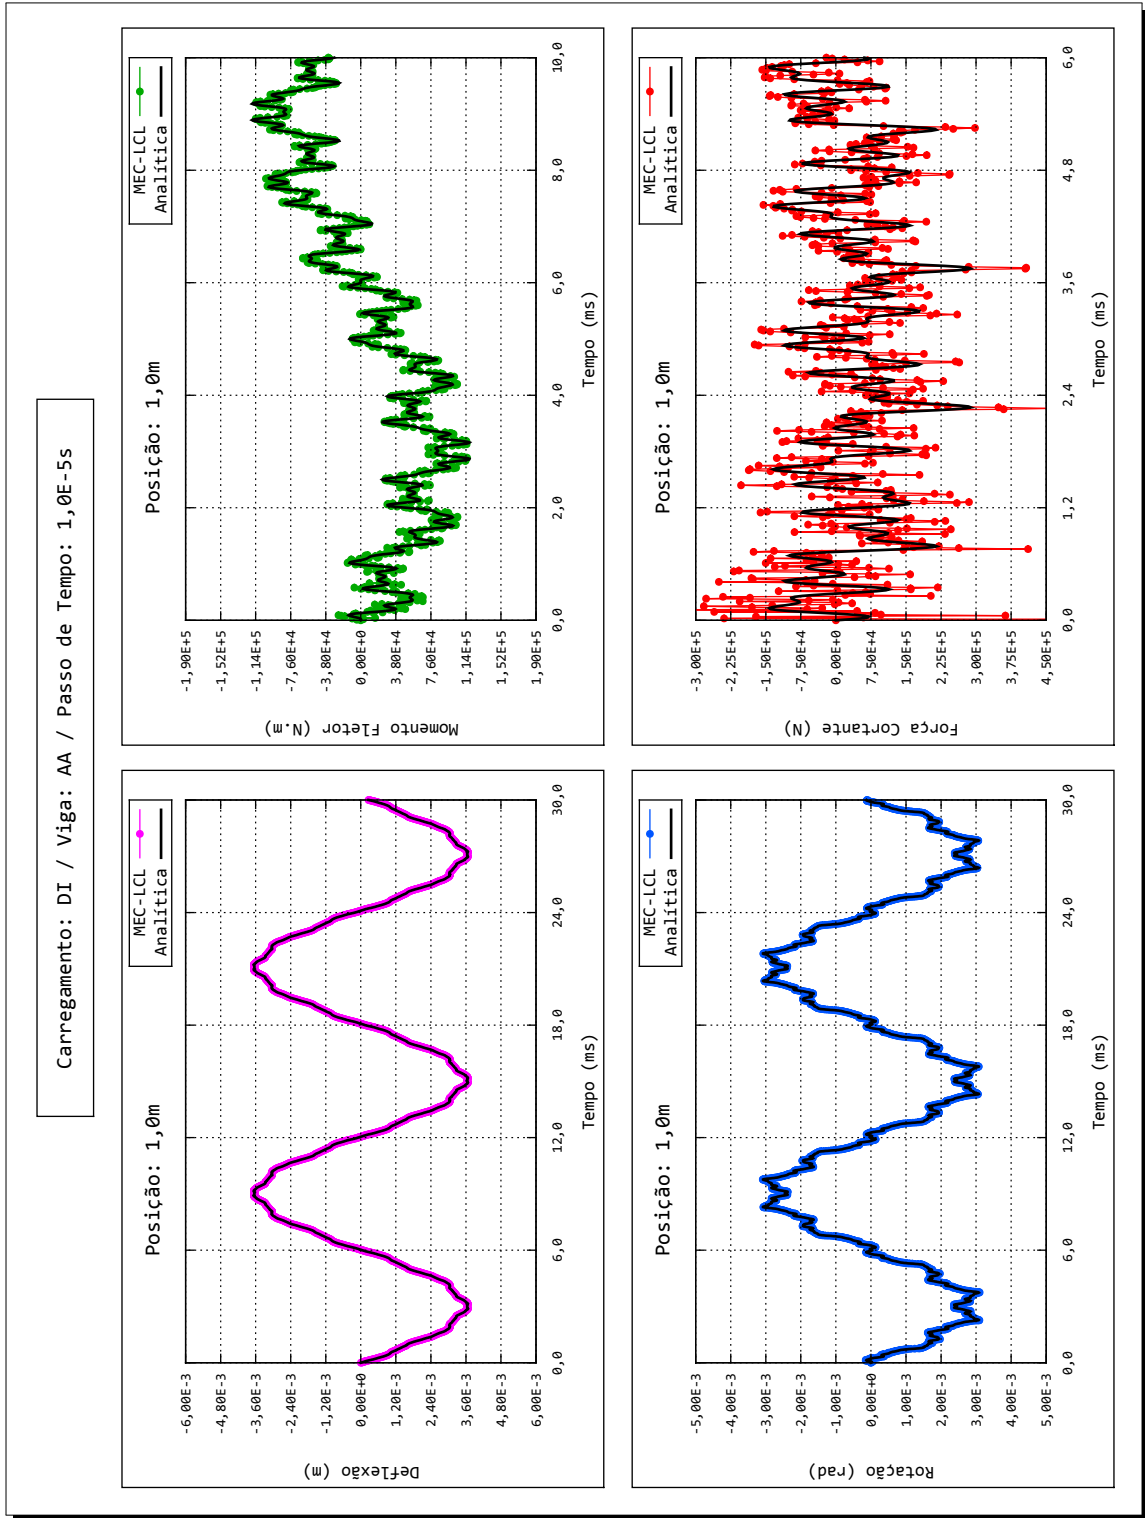 Carregamento: DI / Viga: AA / Passo de Tempo: 1,0E-5s
Posição: 1,0m
MEC-LCL
Analítica
-6,00E-3
-4,80E-3
-3,60E-3
-2,40E-3
-1,20E-3
0,00E+0
1,20E-3
2,40E-3
3,60E-3
4,80E-3
6,00E-3
Deflexão (m)
0,0 6,0 12,0 18,0 24,0 30,0
Tempo (ms)
Posição: 1,0m
MEC-LCL
Analítica
-1,90E+5
-1,52E+5
-1,14E+5
-7,60E+4
-3,80E+4
0,00E+0
3,80E+4
7,60E+4
1,14E+5
1,52E+5
1,90E+5
Momento Fletor (N.m)
0,0 2,0 4,0 6,0 8,0 10,0
Tempo (ms)
Posição: 1,0m
MEC-LCL
Analítica
-5,00E-3
-4,00E-3
-3,00E-3
-2,00E-3
-1,00E-3
0,00E+0
1,00E-3
2,00E-3
3,00E-3
4,00E-3
5,00E-3
Rotação (rad)
0,0 6,0 12,0 18,0 24,0 30,0
Tempo (ms)
Posição: 1,0m
MEC-LCL
Analítica
-3,00E+5
-2,25E+5
-1,50E+5
-7,50E+4
0,00E+0
7,50E+4
1,50E+5
2,25E+5
3,00E+5
3,75E+5
4,50E+5
Força Cortante (N)
0,0 1,2 2,4 3,6 4,8 6,0
Tempo (ms)